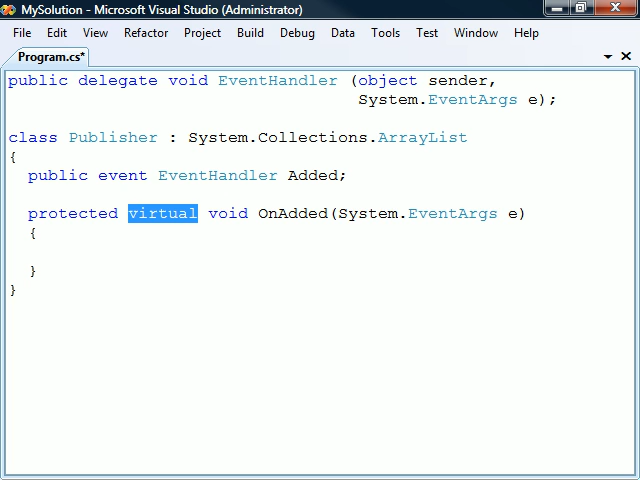 MySolution - Microsoft Visual Studio (Administrator)
File Edit View Refactor Project Build Debug Data Tools Test Window Help
Program.cs*
public delegate void EventHandler (object sender,
System.EventArgs e);
class Publisher : System.Collections.ArrayList
{
public event EventHandler Added;
protected virtual void OnAdded(System.EventArgs e)
{
}
}